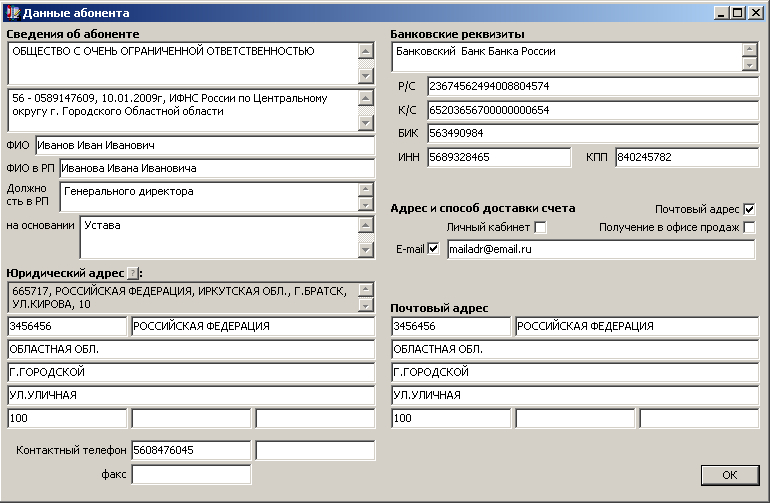 Данные абонента
Сведения об абоненте
ОБЩЕСТВО С ОЧЕНЬ ОГРАНИЧЕННОЙ ОТВЕТСТВЕННОСТЬЮ
56 - 0589147609, 10.01.2009г, ИФНС России по Центральному
округу г. Городского Областной области
ФИО Иванов Иван Иванович
ФИО в РП Иванова Ивана Ивановича
Должно
сть в РП
Генерального директора
на основании Устава
Юридический адрес ? :
665717, РОССИЙСКАЯ ФЕДЕРАЦИЯ, ИРКУТСКАЯ ОБЛ., Г.БРАТСК,
УЛ.КИРОВА, 10
3456456 РОССИЙСКАЯ ФЕДЕРАЦИЯ
ОБЛАСТНАЯ ОБЛ.
Г.ГОРОДСКОЙ
УЛ.УЛИЧНАЯ
100
Контактный телефон 5608476045
факс
Банковские реквизиты
Банковский Банк Банка России
Р/С 23674562494008804574
К/С 65203656700000000654
БИК 563490984
ИНН 5689328465 КПП 840245782
Адрес и способ доставки счета Почтовый адрес
Личный кабинет Получение в офисе продаж
E-mail mailadr@email.ru
Почтовый адрес
3456456 РОССИЙСКАЯ ФЕДЕРАЦИЯ
ОБЛАСТНАЯ ОБЛ.
Г.ГОРОДСКОЙ
УЛ.УЛИЧНАЯ
100
OK